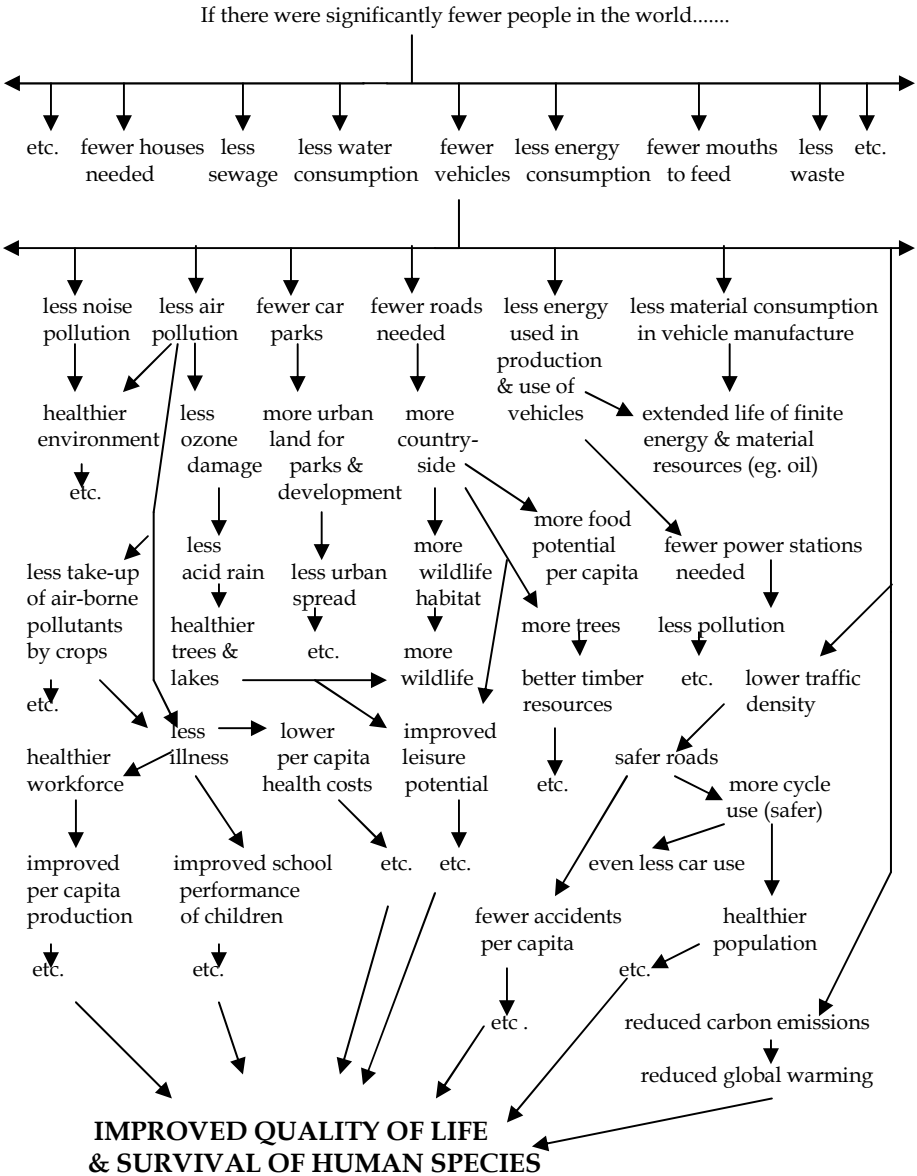 If there were significantly fewer people in the world.......
etc.
fewer houses
needed
less
sewage
less water
consumption
fewer
vehicles
less energy
consumption
fewer mouths
to feed
less
waste
etc.
less noise
pollution
less air
pollution
fewer car
parks
fewer roads
needed
less energy
used in
production
& use of
vehicles
less material consumption
in vehicle manufacture
healthier
environment
etc.
less
ozone
damage
more urban
land for
parks &
development
more
country-
side
extended life of finite
energy & material
resources (eg. oil)
less take-up
of air-borne
pollutants
by crops
etc.
less
acid rain
healthier
trees &
lakes
less urban
spread
etc.
more
wildlife
habitat
more
wildlife
more food
potential
per capita
more trees
better timber
resources
etc.
fewer power stations
needed
less pollution
etc.
lower traffic
density
healthier
workforce
less
illness
lower
per capita
health costs
improved
leisure
potential
safer roads
more cycle
use (safer)
improved
per capita
production
etc.
improved school
performance
of children
etc.
etc.
etc.
even less car use
fewer accidents
per capita
etc .
healthier
population
etc.
reduced carbon emissions
reduced global warming
IMPROVED QUALITY OF LIFE
& SURVIVAL OF HUMAN SPECIES